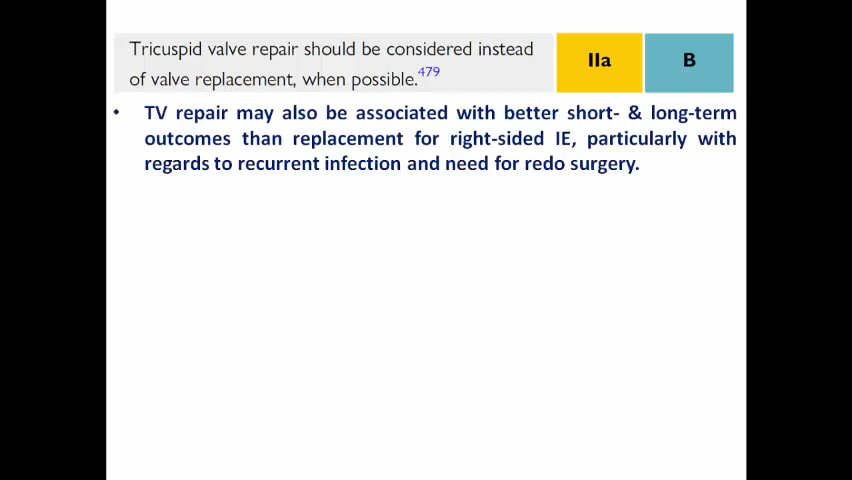 Tricuspid valve repair should be considered instead
of valve replacement, when possible.479
IIa
B
• TV repair may also be associated with better short- & long-term
outcomes than replacement for right-sided IE, particularly with
regards to recurrent infection and need for redo surgery.